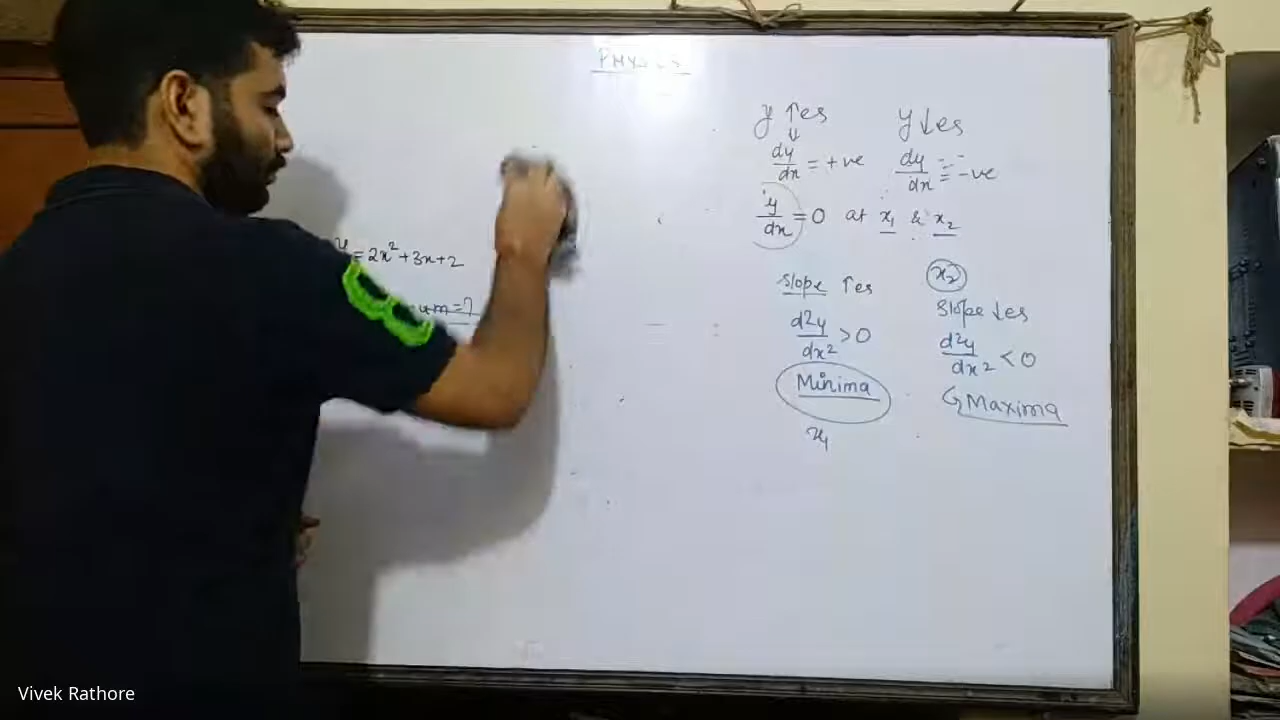 y = 2x² + 3x + 2
um = ?
y ↑es
⇓
dy/dx = +ve
y ↓es
dy/dx = -ve
y/dx = 0 at x₁ & x₂
Slope ↑es
d²y/dx² > 0
Minima
x₁
x₂
Slope ↓es
d²y/dx² < 0
↳ Maxima
Vivek Rathore